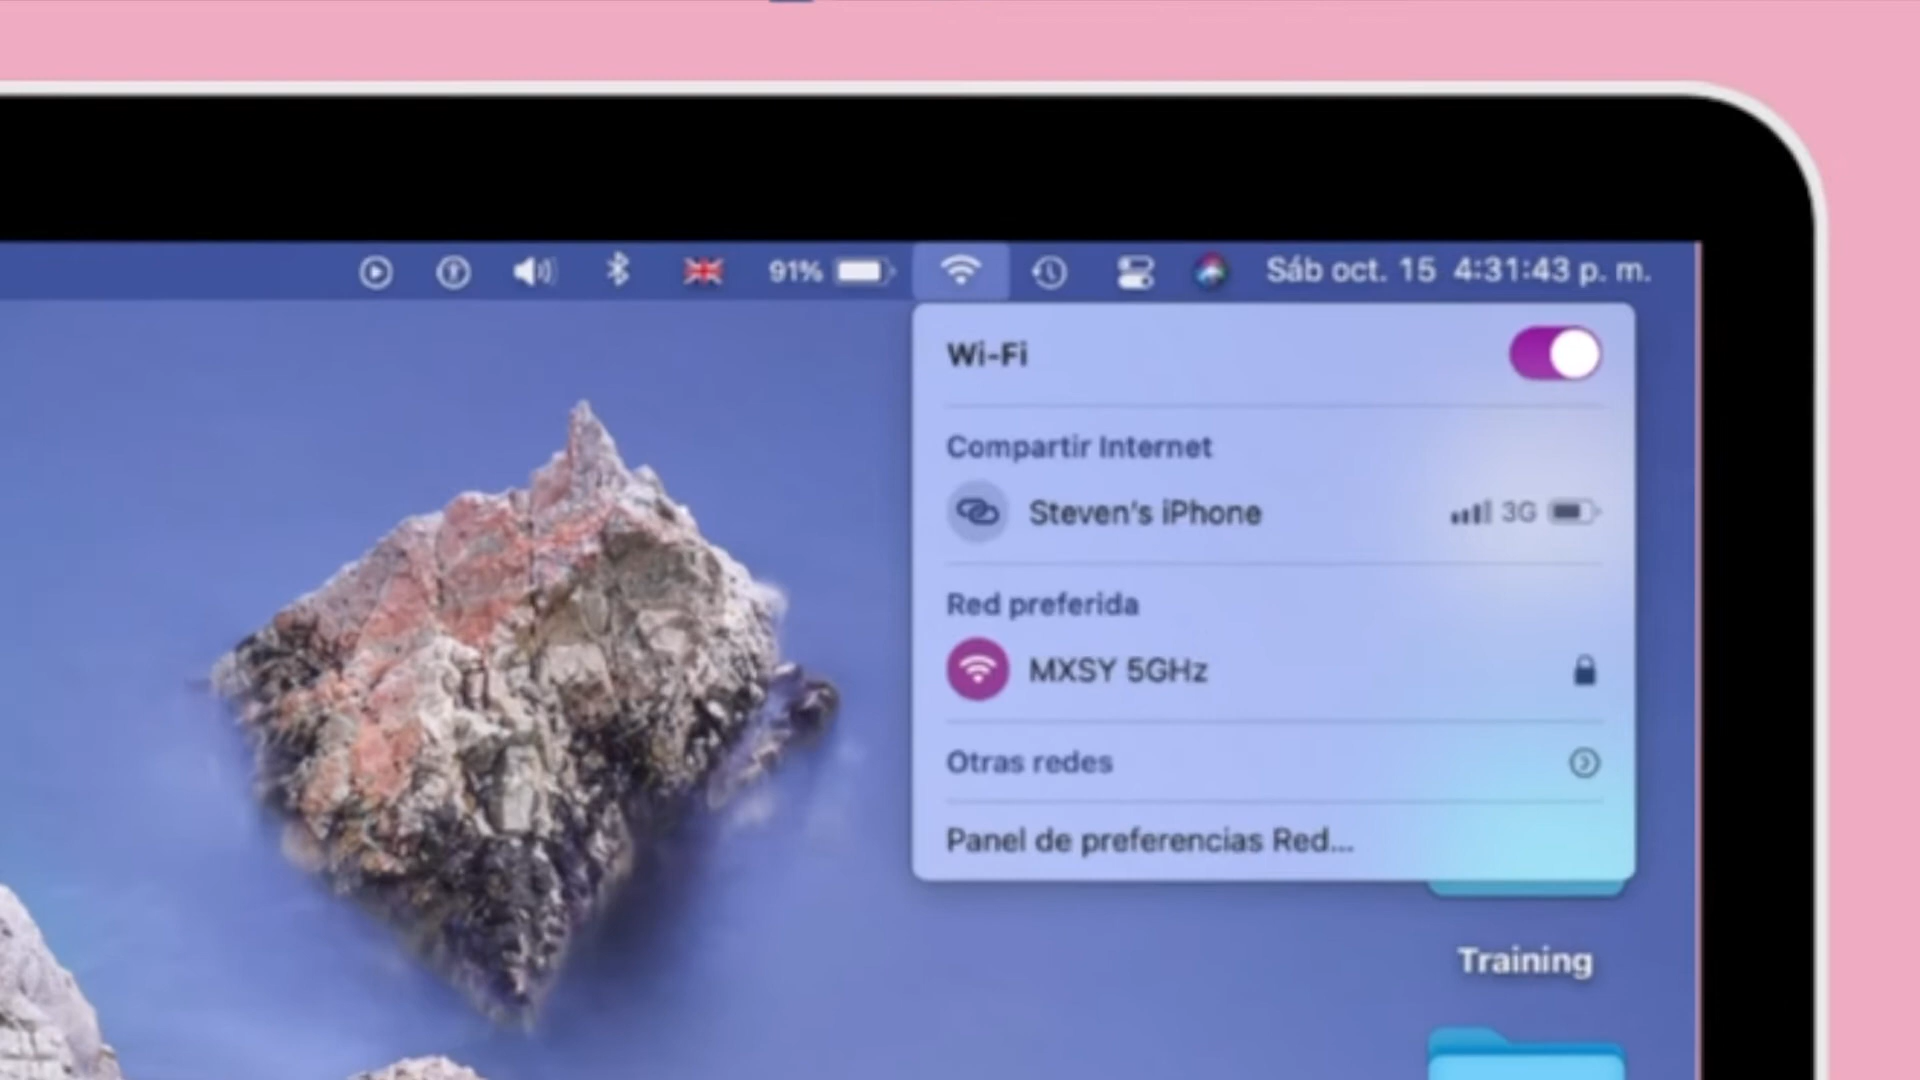 91% Sáb oct. 15 4:31:43 p. m.
Wi-Fi
Compartir Internet
Steven's iPhone 3G
Red preferida
MXSY 5GHz
Otras redes
Panel de preferencias Red...
Training